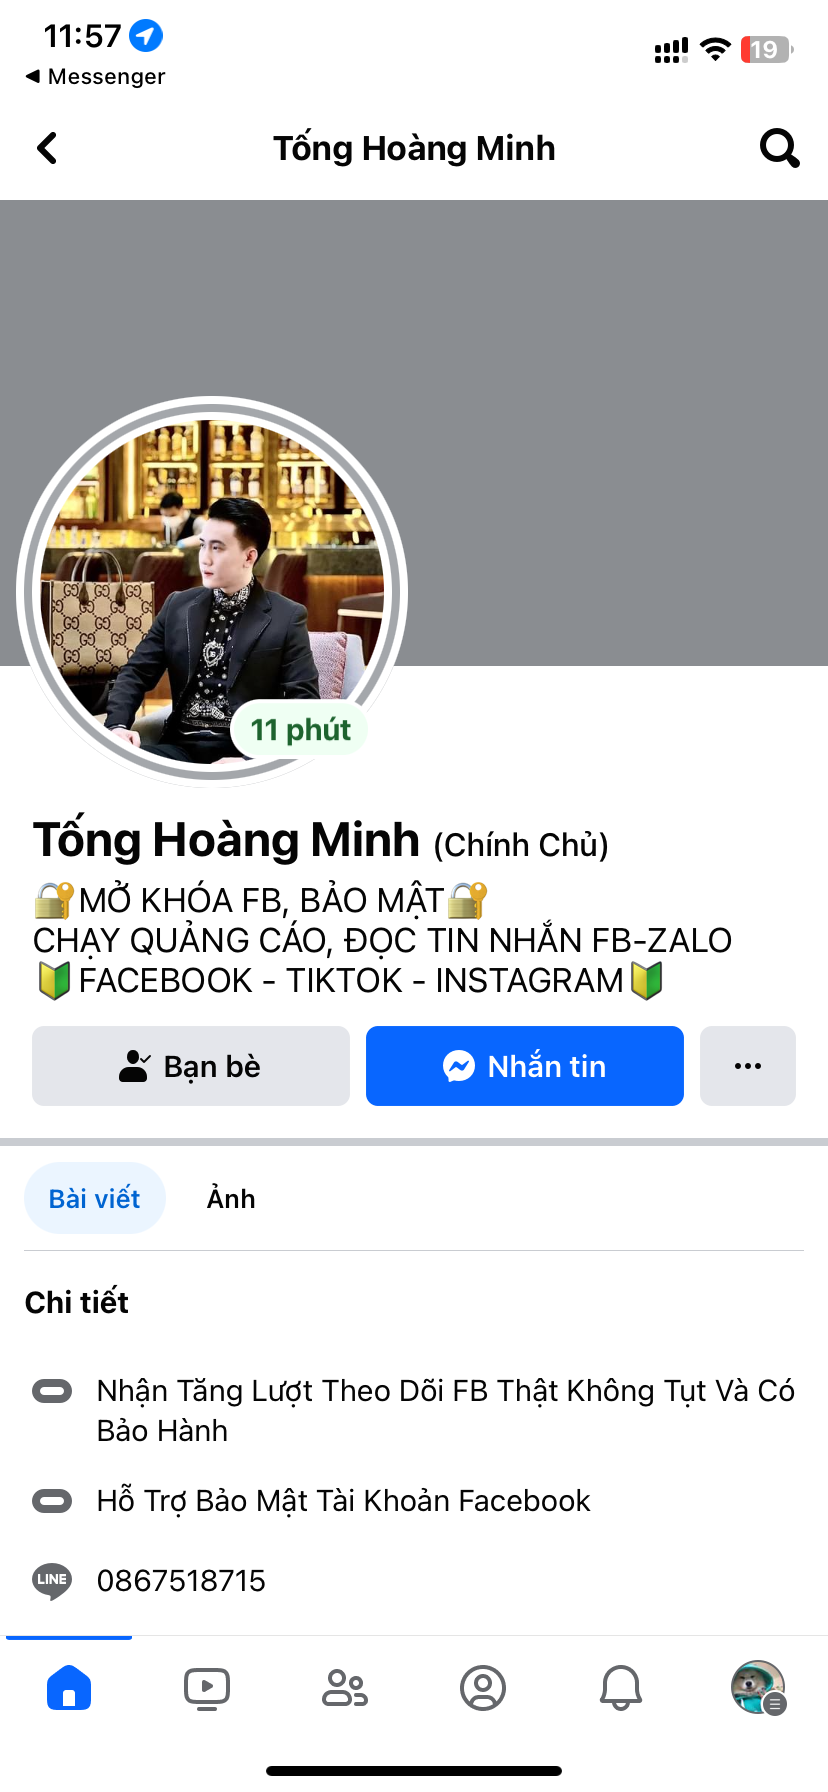 11:57
19
◀ Messenger
Tống Hoàng Minh
11 phút
Tống Hoàng Minh (Chính Chủ)
🔐MỞ KHÓA FB, BẢO MẬT🔐
CHẠY QUẢNG CÁO, ĐỌC TIN NHẮN FB-ZALO
🔰FACEBOOK - TIKTOK - INSTAGRAM🔰
Bạn bè
Nhắn tin
Bài viết
Ảnh
Chi tiết
Nhận Tăng Lượt Theo Dõi FB Thật Không Tụt Và Có
Bảo Hành
Hỗ Trợ Bảo Mật Tài Khoản Facebook
LINE 0867518715